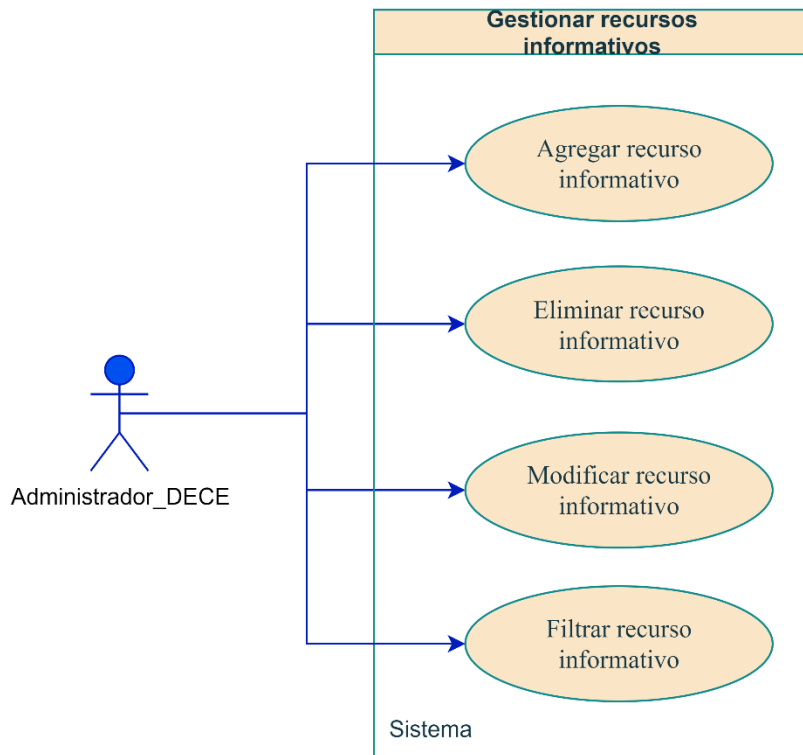 Gestionar recursos
informativos
Agregar recurso
informativo
Eliminar recurso
informativo
Modificar recurso
informativo
Filtrar recurso
informativo
Administrador_DECE
Sistema